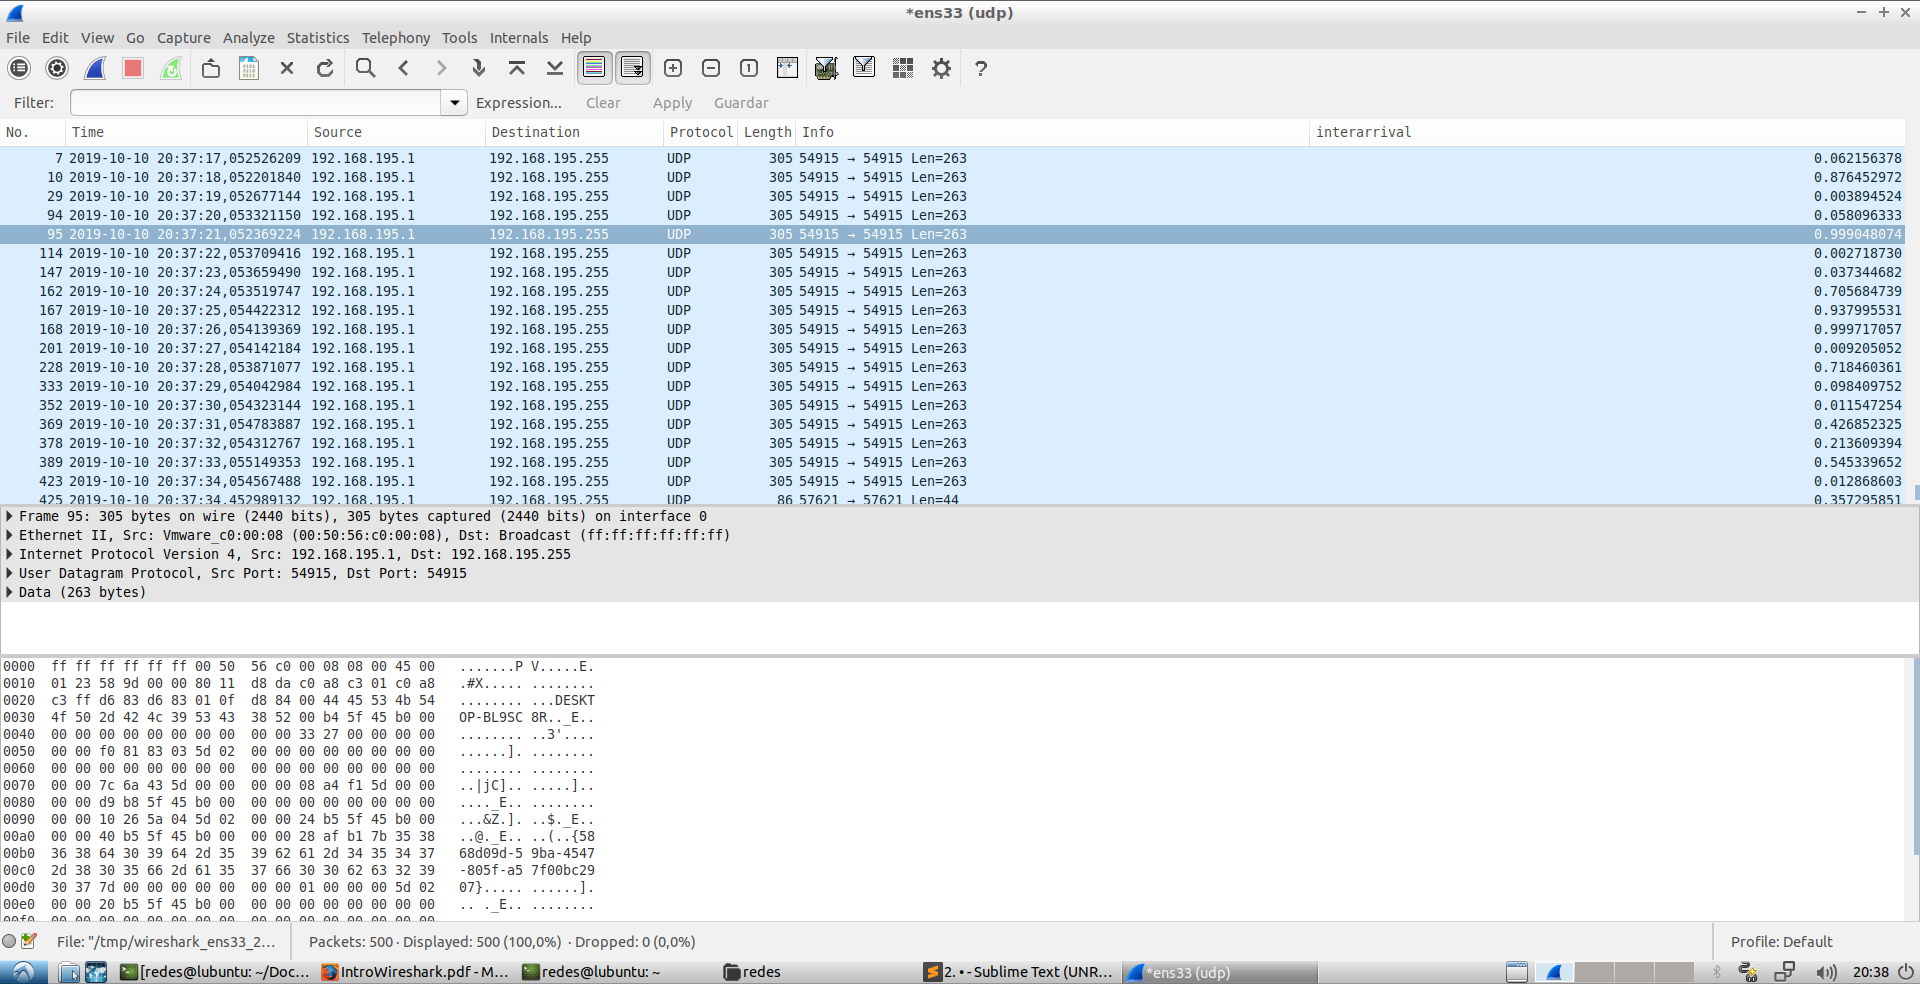 *ens33 (udp)
File Edit View Go Capture Analyze Statistics Telephony Tools Internals Help
Filter: Expression... Clear Apply Guardar
No. Time Source Destination Protocol Length Info interarrival
7 2019-10-10 20:37:17,052526209 192.168.195.1 192.168.195.255 UDP 305 54915 → 54915 Len=263 0.062156378
10 2019-10-10 20:37:18,052201840 192.168.195.1 192.168.195.255 UDP 305 54915 → 54915 Len=263 0.876452972
29 2019-10-10 20:37:19,052677144 192.168.195.1 192.168.195.255 UDP 305 54915 → 54915 Len=263 0.003894524
94 2019-10-10 20:37:20,053321150 192.168.195.1 192.168.195.255 UDP 305 54915 → 54915 Len=263 0.058096333
95 2019-10-10 20:37:21,052369224 192.168.195.1 192.168.195.255 UDP 305 54915 → 54915 Len=263 0.999048074
114 2019-10-10 20:37:22,053709416 192.168.195.1 192.168.195.255 UDP 305 54915 → 54915 Len=263 0.002718730
147 2019-10-10 20:37:23,053659490 192.168.195.1 192.168.195.255 UDP 305 54915 → 54915 Len=263 0.037344682
162 2019-10-10 20:37:24,053519747 192.168.195.1 192.168.195.255 UDP 305 54915 → 54915 Len=263 0.705684739
167 2019-10-10 20:37:25,054422312 192.168.195.1 192.168.195.255 UDP 305 54915 → 54915 Len=263 0.937995531
168 2019-10-10 20:37:26,054139369 192.168.195.1 192.168.195.255 UDP 305 54915 → 54915 Len=263 0.999717057
201 2019-10-10 20:37:27,054142184 192.168.195.1 192.168.195.255 UDP 305 54915 → 54915 Len=263 0.009205052
228 2019-10-10 20:37:28,053871077 192.168.195.1 192.168.195.255 UDP 305 54915 → 54915 Len=263 0.718460361
333 2019-10-10 20:37:29,054042984 192.168.195.1 192.168.195.255 UDP 305 54915 → 54915 Len=263 0.098409752
352 2019-10-10 20:37:30,054323144 192.168.195.1 192.168.195.255 UDP 305 54915 → 54915 Len=263 0.011547254
369 2019-10-10 20:37:31,054783887 192.168.195.1 192.168.195.255 UDP 305 54915 → 54915 Len=263 0.426852325
378 2019-10-10 20:37:32,054312767 192.168.195.1 192.168.195.255 UDP 305 54915 → 54915 Len=263 0.213609394
389 2019-10-10 20:37:33,055149353 192.168.195.1 192.168.195.255 UDP 305 54915 → 54915 Len=263 0.545339652
423 2019-10-10 20:37:34,054567488 192.168.195.1 192.168.195.255 UDP 305 54915 → 54915 Len=263 0.012868603
425 2019-10-10 20:37:34,452989132 192.168.195.1 192.168.195.255 UDP 86 57621 → 57621 Len=44 0.357295851
Frame 95: 305 bytes on wire (2440 bits), 305 bytes captured (2440 bits) on interface 0
Ethernet II, Src: Vmware_c0:00:08 (00:50:56:c0:00:08), Dst: Broadcast (ff:ff:ff:ff:ff:ff)
Internet Protocol Version 4, Src: 192.168.195.1, Dst: 192.168.195.255
User Datagram Protocol, Src Port: 54915, Dst Port: 54915
Data (263 bytes)
0000 ff ff ff ff ff ff 00 50 56 c0 00 08 08 00 45 00 .......P V.....E.
0010 01 23 58 9d 00 00 80 11 d8 da c0 a8 c3 01 c0 a8 .#X..... ........
0020 c3 ff d6 83 d6 83 01 0f d8 84 00 44 45 53 4b 54 ........ ...DESKT
0030 4f 50 2d 42 4c 39 53 43 38 52 00 b4 5f 45 b0 00 OP-BL9SC 8R.._E..
0040 00 00 00 00 00 00 00 00 00 00 33 27 00 00 00 00 ........ ..3'....
0050 00 00 f0 81 83 03 5d 02 00 00 00 00 00 00 00 00 ......]. ........
0060 00 00 00 00 00 00 00 00 00 00 00 00 00 00 00 00 ........ ........
0070 00 00 7c 6a 43 5d 00 00 00 00 08 a4 f1 5d 00 00 ..|jC].. .....]..
0080 00 00 d9 b8 5f 45 b0 00 00 00 00 00 00 00 00 00 ...._E.. ........
0090 00 00 10 26 5a 04 5d 02 00 00 24 b5 5f 45 b0 00 ...&Z.]. ..$._E..
00a0 00 00 40 b5 5f 45 b0 00 00 00 28 af b1 7b 35 38 ..@._E.. ..(..{58
00b0 36 38 64 30 39 64 2d 35 39 62 61 2d 34 35 34 37 68d09d-5 9ba-4547
00c0 2d 38 30 35 66 2d 61 35 37 66 30 30 62 63 32 39 -805f-a5 7f00bc29
00d0 30 37 7d 00 00 00 00 00 00 00 01 00 00 00 5d 02 07}..... ......].
00e0 00 00 20 b5 5f 45 b0 00 00 00 00 00 00 00 00 00 .. ._E.. ........
00f0 00 00 00 00 00 00 00 00 00 00 00 00 00 00 00 00
File: "/tmp/wireshark_ens33_2... Packets: 500 · Displayed: 500 (100,0%) · Dropped: 0 (0,0%) Profile: Default
[redes@lubuntu: ~/Doc... IntroWireshark.pdf - M... redes@lubuntu: ~ redes 2. • - Sublime Text (UNR... *ens33 (udp) 20:38